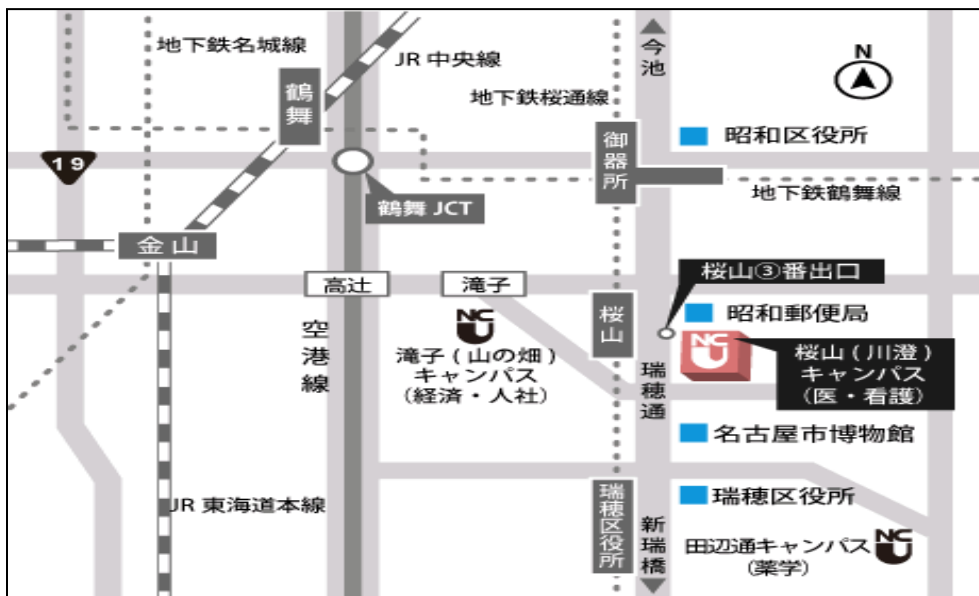 地下鉄名城線
JR 中央線
今池
N
地下鉄桜通線
鶴舞
昭和区役所
御器所
19
地下鉄鶴舞線
鶴舞 JCT
金山
桜山③番出口
高辻
滝子
昭和郵便局
桜山
NCU
NCU
空港線
滝子 (山の畑)
キャンパス
(経済・人社)
桜山 (川澄)
キャンパス
(医・看護)
瑞穂通
名古屋市博物館
瑞穂区役所
瑞穂区役所
JR 東海道本線
新瑞橋
田辺通キャンパス
(薬学)
NCU